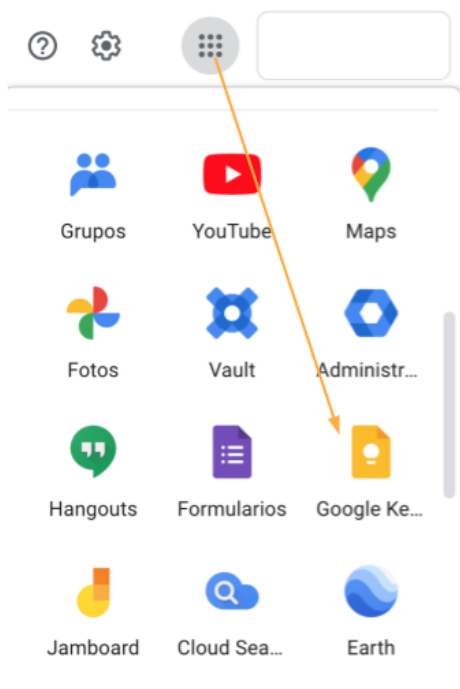 Grupos
YouTube
Maps
Fotos
Vault
Administr...
Hangouts
Formularios
Google Ke...
Jamboard
Cloud Sea...
Earth